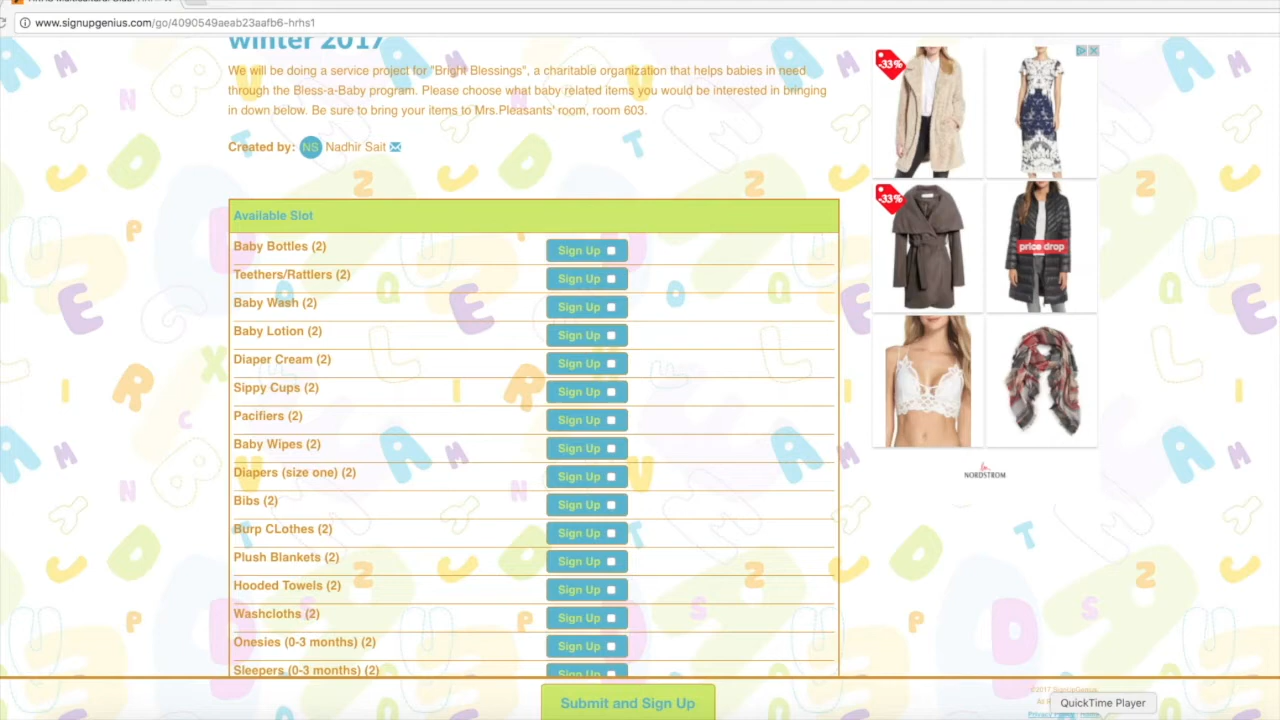 www.signupgenius.com/go/4090549aeab23aafb6-hrhs1
winter 2017
We will be doing a service project for "Bright Blessings", a charitable organization that helps babies in need
through the Bless-a-Baby program. Please choose what baby related items you would be interested in bringing
in down below. Be sure to bring your items to Mrs.Pleasants' room, room 603.
Created by: NS Nadhir Sait
Available Slot
Baby Bottles (2) Sign Up
Teethers/Rattlers (2) Sign Up
Baby Wash (2) Sign Up
Baby Lotion (2) Sign Up
Diaper Cream (2) Sign Up
Sippy Cups (2) Sign Up
Pacifiers (2) Sign Up
Baby Wipes (2) Sign Up
Diapers (size one) (2) Sign Up
Bibs (2) Sign Up
Burp CLothes (2) Sign Up
Plush Blankets (2) Sign Up
Hooded Towels (2) Sign Up
Washcloths (2) Sign Up
Onesies (0-3 months) (2) Sign Up
Sleepers (0-3 months) (2) Sign Up
Submit and Sign Up
-33%
-33%
price drop
NORDSTROM
©2017 SignUpGenius
QuickTime Player